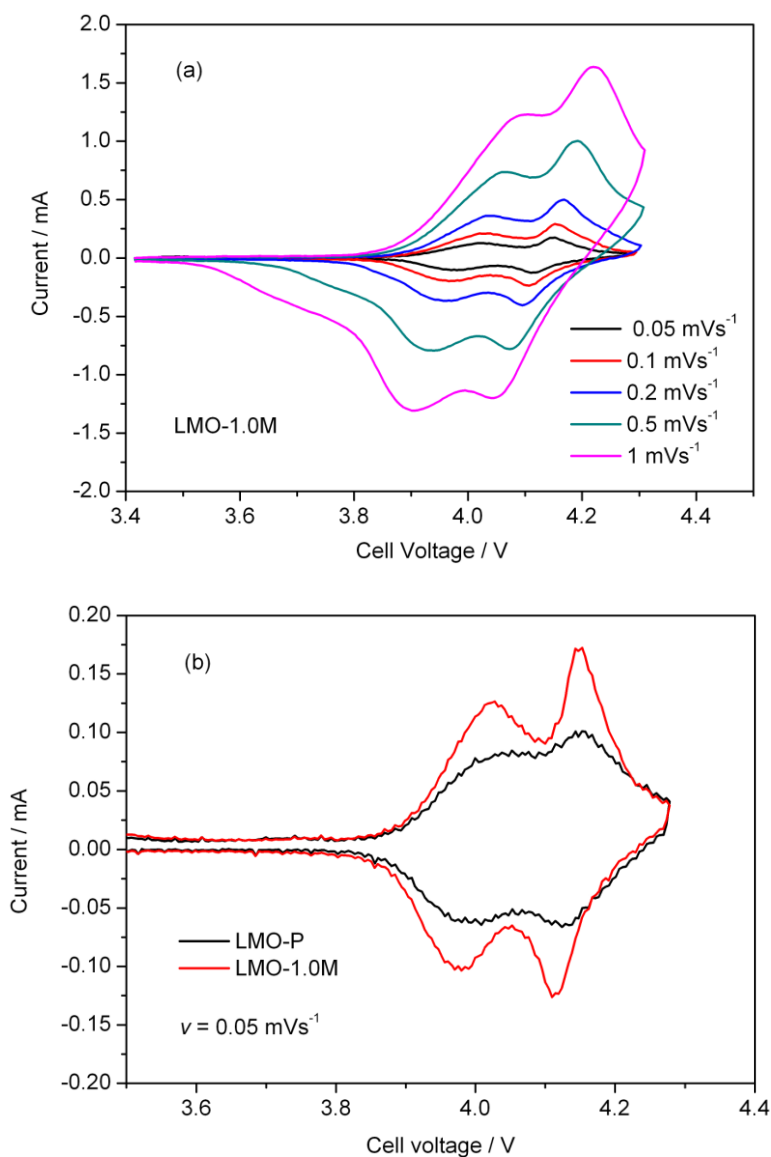 (a)
2.0
1.5
1.0
0.5
0.0
-0.5
-1.0
1.5
2.0
Current / mA
0.05 mVs⁻¹
0.1 mVs⁻¹
0.2 mVs⁻¹
0.5 mVs⁻¹
1 mVs⁻¹
LMO-1.0M
3.4 3.6 3.8 4.0 4.2 4.4
Cell Voltage / V
(b)
0.20
0.15
0.10
0.05
0.00
-0.05
-0.10
-0.15
-0.20
Current / mA
LMO-P
LMO-1.0M
v = 0.05 mVs⁻¹
3.6 3.8 4.0 4.2 4.4
Cell voltage / V